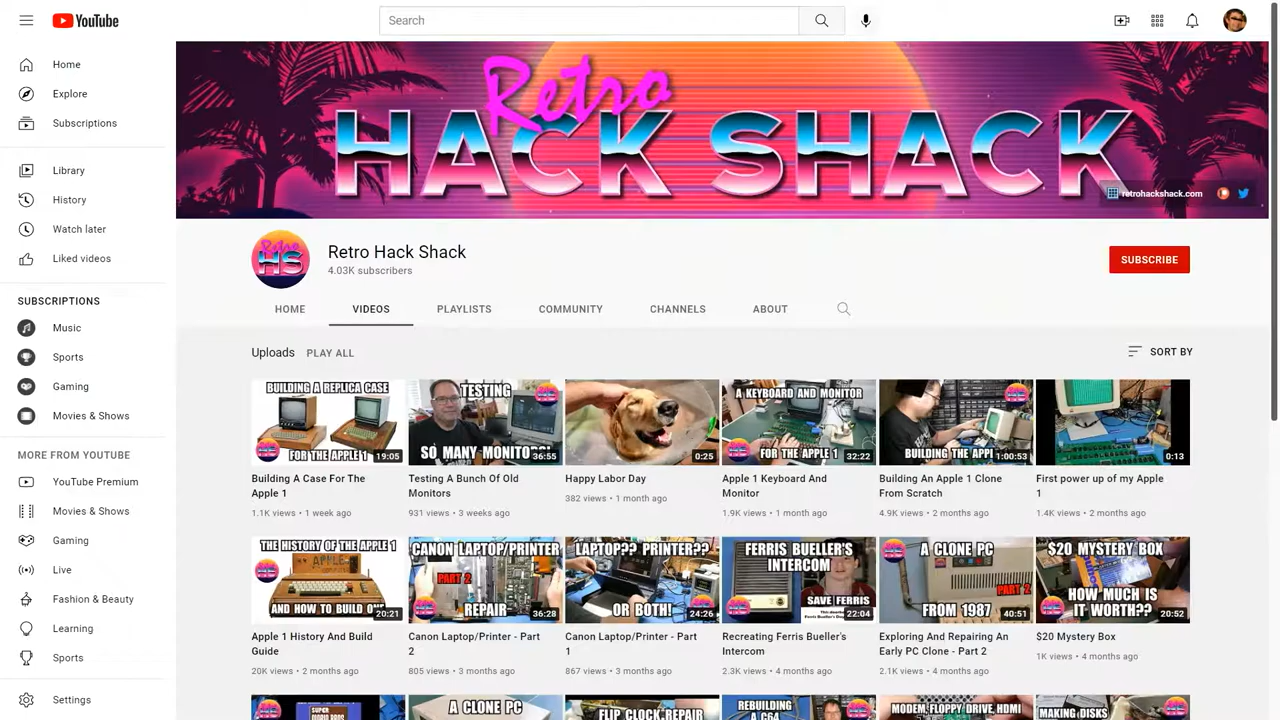 YouTube
Search
Home
Explore
Subscriptions
Library
History
Watch later
Liked videos
SUBSCRIPTIONS
Music
Sports
Gaming
Movies & Shows
MORE FROM YOUTUBE
YouTube Premium
Movies & Shows
Gaming
Live
Fashion & Beauty
Learning
Sports
Settings
Retro
HACK SHACK
retrohackshack.com
Retro
HS
Retro Hack Shack
4.03K subscribers
SUBSCRIBE
HOME VIDEOS PLAYLISTS COMMUNITY CHANNELS ABOUT
Uploads PLAY ALL SORT BY
BUILDING A REPLICA CASE
FOR THE APPLE 1
19:05
Building A Case For The
Apple 1
1.1K views • 1 week ago
TESTING
SO MANY MONITORS
36:55
Testing A Bunch Of Old
Monitors
931 views • 3 weeks ago
0:25
Happy Labor Day
382 views • 1 month ago
A KEYBOARD AND MONITOR
FOR THE APPLE 1
32:22
Apple 1 Keyboard And
Monitor
1.9K views • 1 month ago
BUILDING THE APPL
1:00:53
Building An Apple 1 Clone
From Scratch
4.9K views • 2 months ago
0:13
First power up of my Apple
1
1.4K views • 2 months ago
THE HISTORY OF THE APPLE 1
AND HOW TO BUILD ONE
20:21
Apple 1 History And Build
Guide
20K views • 2 months ago
CANON LAPTOP/PRINTER
PART 2
REPAIR
36:28
Canon Laptop/Printer - Part
2
805 views • 3 months ago
LAPTOP?? PRINTER??
OR BOTH!
24:26
Canon Laptop/Printer - Part
1
867 views • 3 months ago
FERRIS BUELLER'S
INTERCOM
SAVE FERRIS
22:04
Recreating Ferris Bueller's
Intercom
2.3K views • 4 months ago
A CLONE PC
PART 2
FROM 1987
40:51
Exploring And Repairing An
Early PC Clone - Part 2
2.1K views • 4 months ago
$20 MYSTERY BOX
HOW MUCH IS
IT WORTH??
20:52
$20 Mystery Box
1K views • 4 months ago
SUPER
A CLONE PC
FLIP CLOCK REPAIR
REBUILDING
A C64
MODEM, FLOPPY DRIVE, HDMI
MAKING DISKS